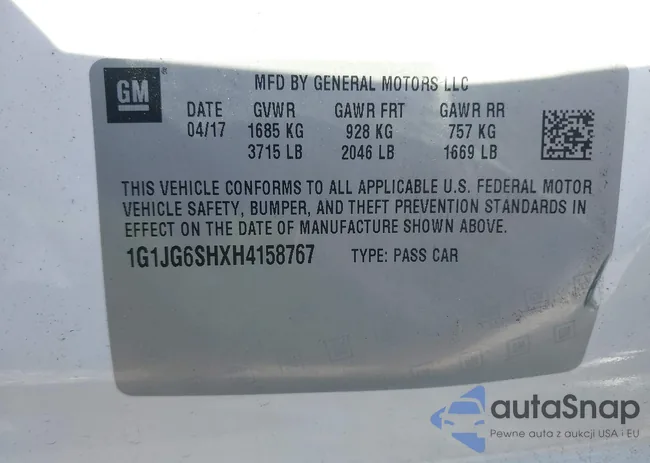 GM
MFD BY GENERAL MOTORS LLC
DATE GVWR GAWR FRT GAWR RR
04/17 1685 KG 928 KG 757 KG
3715 LB 2046 LB 1669 LB
THIS VEHICLE CONFORMS TO ALL APPLICABLE U.S. FEDERAL MOTOR
VEHICLE SAFETY, BUMPER, AND THEFT PREVENTION STANDARDS IN
EFFECT ON THE DATE OF MANUFACTURE SHOWN ABOVE.
1G1JG6SHXH4158767 TYPE: PASS CAR
autaSnap
Pewne auta z aukcji USA i EU